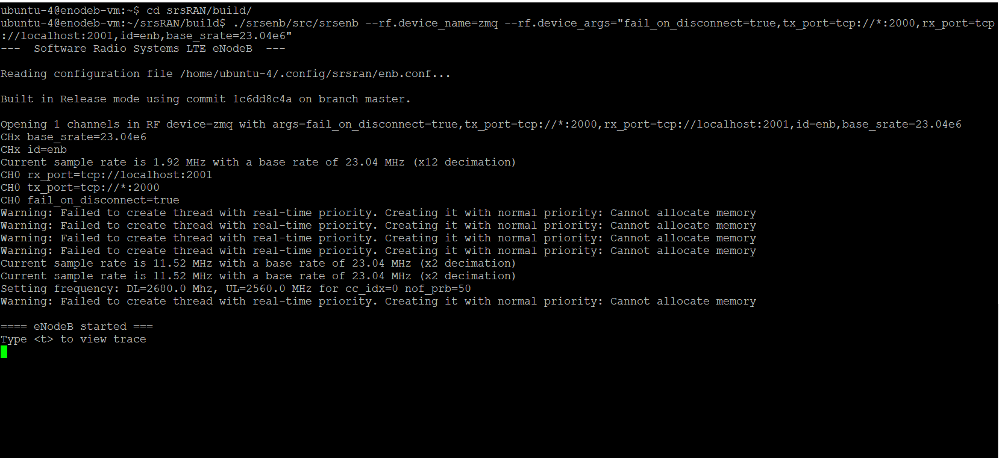 ubuntu-4@enodeb-vm:~$ cd srsRAN/build/
ubuntu-4@enodeb-vm:~/srsRAN/build$ ./srsenb/src/srsenb --rf.device_name=zmq --rf.device_args="fail_on_disconnect=true,tx_port=tcp://*:2000,rx_port=tcp
://localhost:2001,id=enb,base_srate=23.04e6"
---  Software Radio Systems LTE eNodeB  ---
Reading configuration file /home/ubuntu-4/.config/srsran/enb.conf...
Built in Release mode using commit 1c6dd8c4a on branch master.
Opening 1 channels in RF device=zmq with args=fail_on_disconnect=true,tx_port=tcp://*:2000,rx_port=tcp://localhost:2001,id=enb,base_srate=23.04e6
CHx base_srate=23.04e6
CHx id=enb
Current sample rate is 1.92 MHz with a base rate of 23.04 MHz (x12 decimation)
CH0 rx_port=tcp://localhost:2001
CH0 tx_port=tcp://*:2000
CH0 fail_on_disconnect=true
Warning: Failed to create thread with real-time priority. Creating it with normal priority: Cannot allocate memory
Warning: Failed to create thread with real-time priority. Creating it with normal priority: Cannot allocate memory
Warning: Failed to create thread with real-time priority. Creating it with normal priority: Cannot allocate memory
Warning: Failed to create thread with real-time priority. Creating it with normal priority: Cannot allocate memory
Current sample rate is 11.52 MHz with a base rate of 23.04 MHz (x2 decimation)
Current sample rate is 11.52 MHz with a base rate of 23.04 MHz (x2 decimation)
Setting frequency: DL=2680.0 Mhz, UL=2560.0 MHz for cc_idx=0 nof_prb=50
Warning: Failed to create thread with real-time priority. Creating it with normal priority: Cannot allocate memory
==== eNodeB started ===
Type <t> to view trace